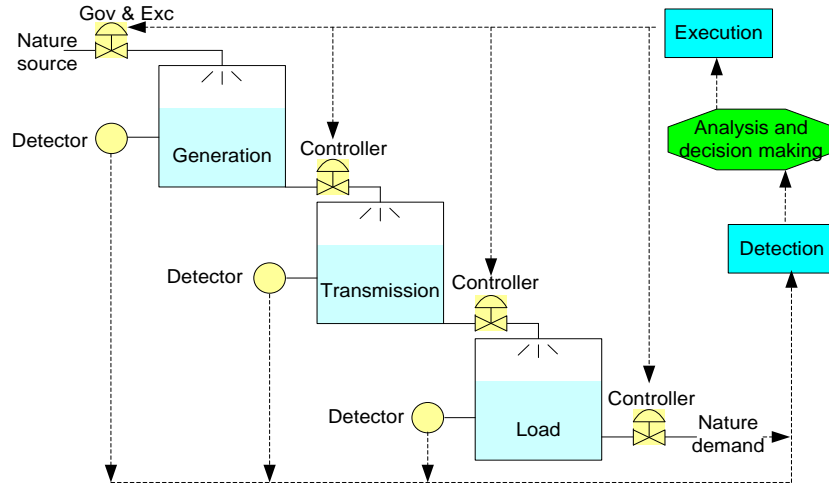 Gov & Exc
Nature
source
Execution
Detector
Generation
Controller
Analysis and
decision making
Detector
Transmission
Controller
Detection
Detector
Load
Controller
Nature
demand